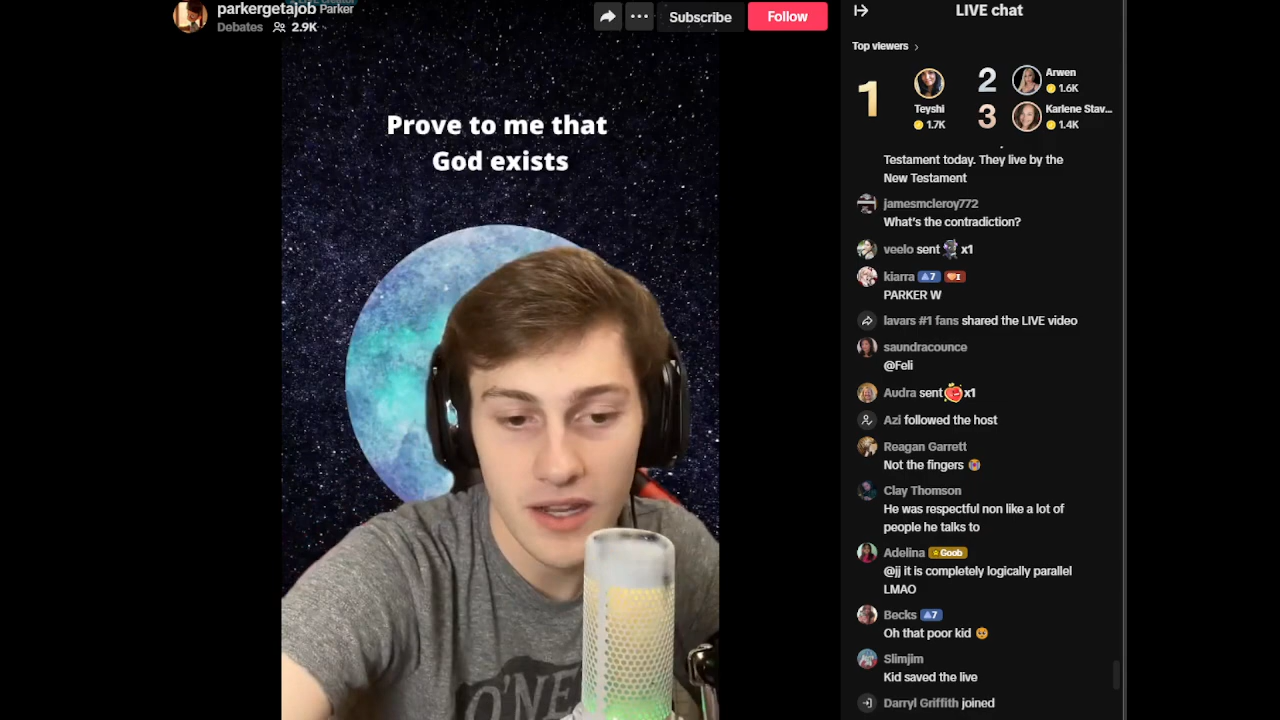 parkergetajob Parker
Debates 2.9K
Subscribe
Follow
Prove to me that
God exists
O'NE
LIVE chat
Top viewers
1
Teyshi
1.7K
2
Arwen
1.6K
3
Karlene Stav...
1.4K
Testament today. They live by the
New Testament
jamesmcleroy772
What's the contradiction?
veelo sent x1
kiarra 7 I
PARKER W
lavars #1 fans shared the LIVE video
saundracounce
@Feli
Audra sent x1
Azi followed the host
Reagan Garrett
Not the fingers
Clay Thomson
He was respectful non like a lot of
people he talks to
Adelina Goob
@jj it is completely logically parallel
LMAO
Becks 7
Oh that poor kid
Slimjim
Kid saved the live
Darryl Griffith joined